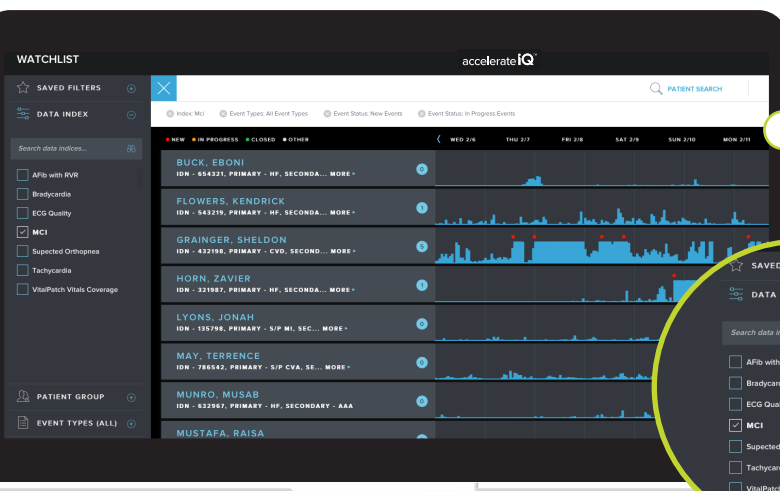 WATCHLIST
accelerateiQ™
SAVED FILTERS
PATIENT SEARCH
DATA INDEX
Index: Mci
Event Types: All Event Types
Event Status: New Events
Event Status: In Progress Events
Search data indices...
NEW
IN PROGRESS
CLOSED
OTHER
WED 2/6
THU 2/7
FRI 2/8
SAT 2/9
SUN 2/10
MON 2/11
AFib with RVR
Bradycardia
ECG Quality
MCI
Supected Orthopnea
Tachycardia
VitalPatch Vitals Coverage
BUCK, EBONI
IDN - 654321, PRIMARY - HF, SECONDA... MORE
0
FLOWERS, KENDRICK
IDN - 543219, PRIMARY - HF, SECONDA... MORE
1
GRAINGER, SHELDON
IDN - 432198, PRIMARY - CVD, SECOND... MORE
5
HORN, ZAVIER
IDN - 321987, PRIMARY - HF, SECONDA... MORE
1
LYONS, JONAH
IDN - 135798, PRIMARY - S/P MI, SEC... MORE
0
MAY, TERRENCE
IDN - 786542, PRIMARY - S/P CVA, SE... MORE
0
MUNRO, MUSAB
IDN - 632967, PRIMARY - HF, SECONDARY - AAA
0
MUSTAFA, RAISA
PATIENT GROUP
EVENT TYPES (ALL)
SAVED
DATA
Search data in
AFib with
Bradycar
ECG Qual
MCI
Supected
Tachycar
VitalPatc